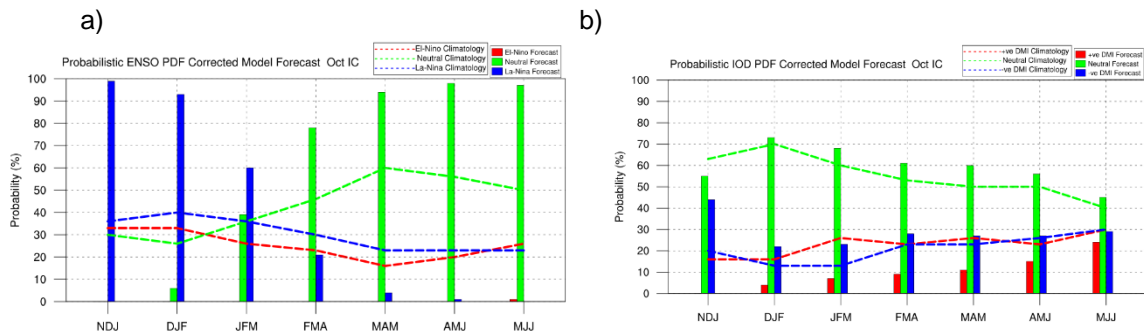 a)
El-Nino Climatology
Neutral Climatology
La-Nina Climatology
El-Nino Forecast
Neutral Forecast
La-Nina Forecast
Probabilistic ENSO PDF Corrected Model Forecast Oct IC
Probability (%)
100
90
80
70
60
50
40
30
20
10
0
NDJ DJF JFM FMA MAM AMJ MJJ
b)
+ve DMI Climatology
Neutral Climatology
-ve DMI Climatology
+ve DMI Forecast
Neutral Forecast
-ve DMI Forecast
Probabilistic IOD PDF Corrected Model Forecast Oct IC
Probability (%)
100
90
80
70
60
50
40
30
20
10
0
NDJ DJF JFM FMA MAM AMJ MJJ